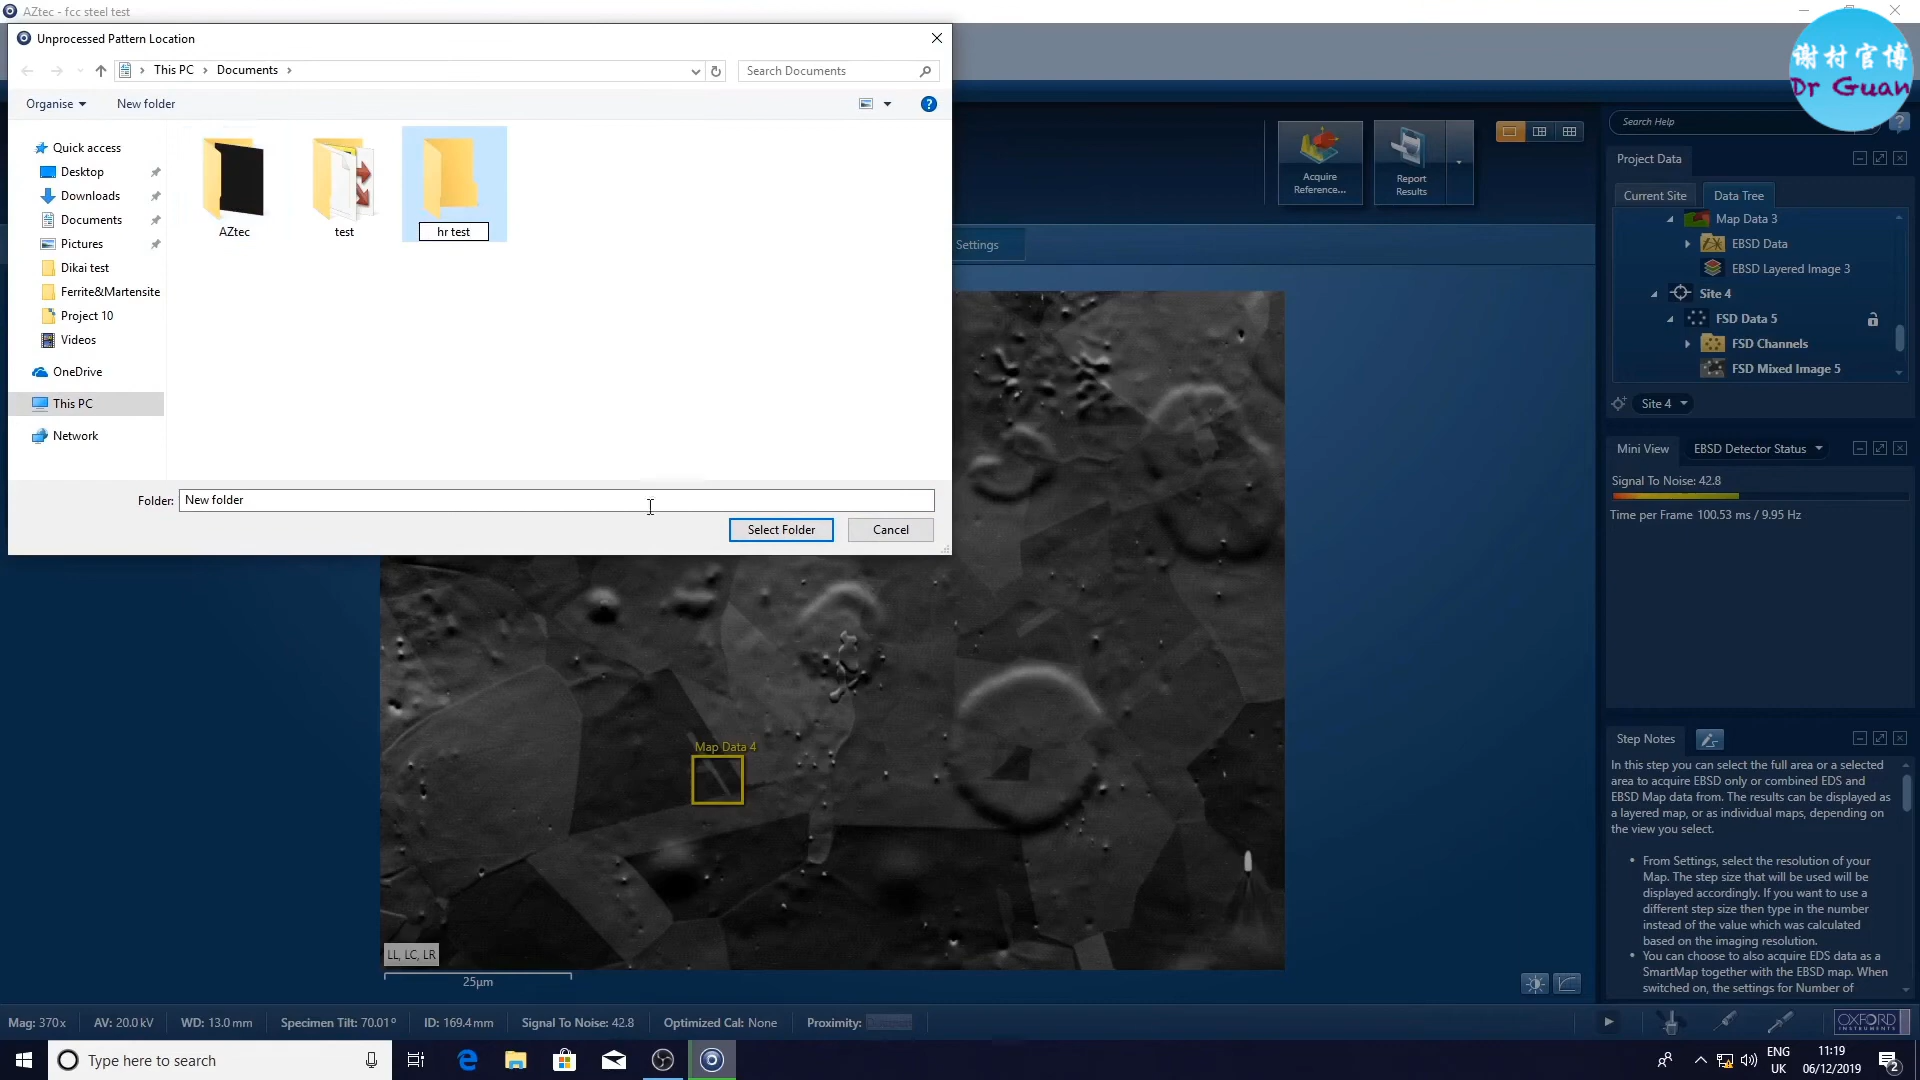 AZtec - fcc steel test
Unprocessed Pattern Location
This PC
Documents
Search Documents
Organise
New folder
Quick access
Desktop
Downloads
Documents
Pictures
Dikai test
Ferrite&Martensite
Project 10
Videos
OneDrive
This PC
Network
AZtec
test
hr test
Folder:
New folder
Select Folder
Cancel
谢村官博
Dr Guan
Acquire
Reference...
Report
Results
Settings
Search Help
Project Data
Current Site
Data Tree
Map Data 3
EBSD Data
EBSD Layered Image 3
Site 4
FSD Data 5
FSD Channels
FSD Mixed Image 5
Site 4
Mini View
EBSD Detector Status
Signal To Noise: 42.8
Time per Frame 100.53 ms / 9.95 Hz
Map Data 4
LL, LC, LR
25µm
Step Notes
In this step you can select the full area or a selected
area to acquire EBSD only or combined EDS and
EBSD Map data from. The results can be displayed as
a layered map, or as individual maps, depending on
the view you select.
• From Settings, select the resolution of your
Map. The step size that will be used will be
displayed accordingly. If you want to use a
different step size then type in the number
instead of the value which was calculated
based on the imaging resolution.
• You can choose to also acquire EDS data as a
SmartMap together with the EBSD map. When
switched on, the settings for Number of
Mag: 370x
AV: 20.0kV
WD: 13.0mm
Specimen Tilt: 70.01°
ID: 169.4mm
Signal To Noise: 42.8
Optimized Cal: None
Proximity:
OXFORD
INSTRUMENTS
Type here to search
ENG
UK
11:19
06/12/2019
2